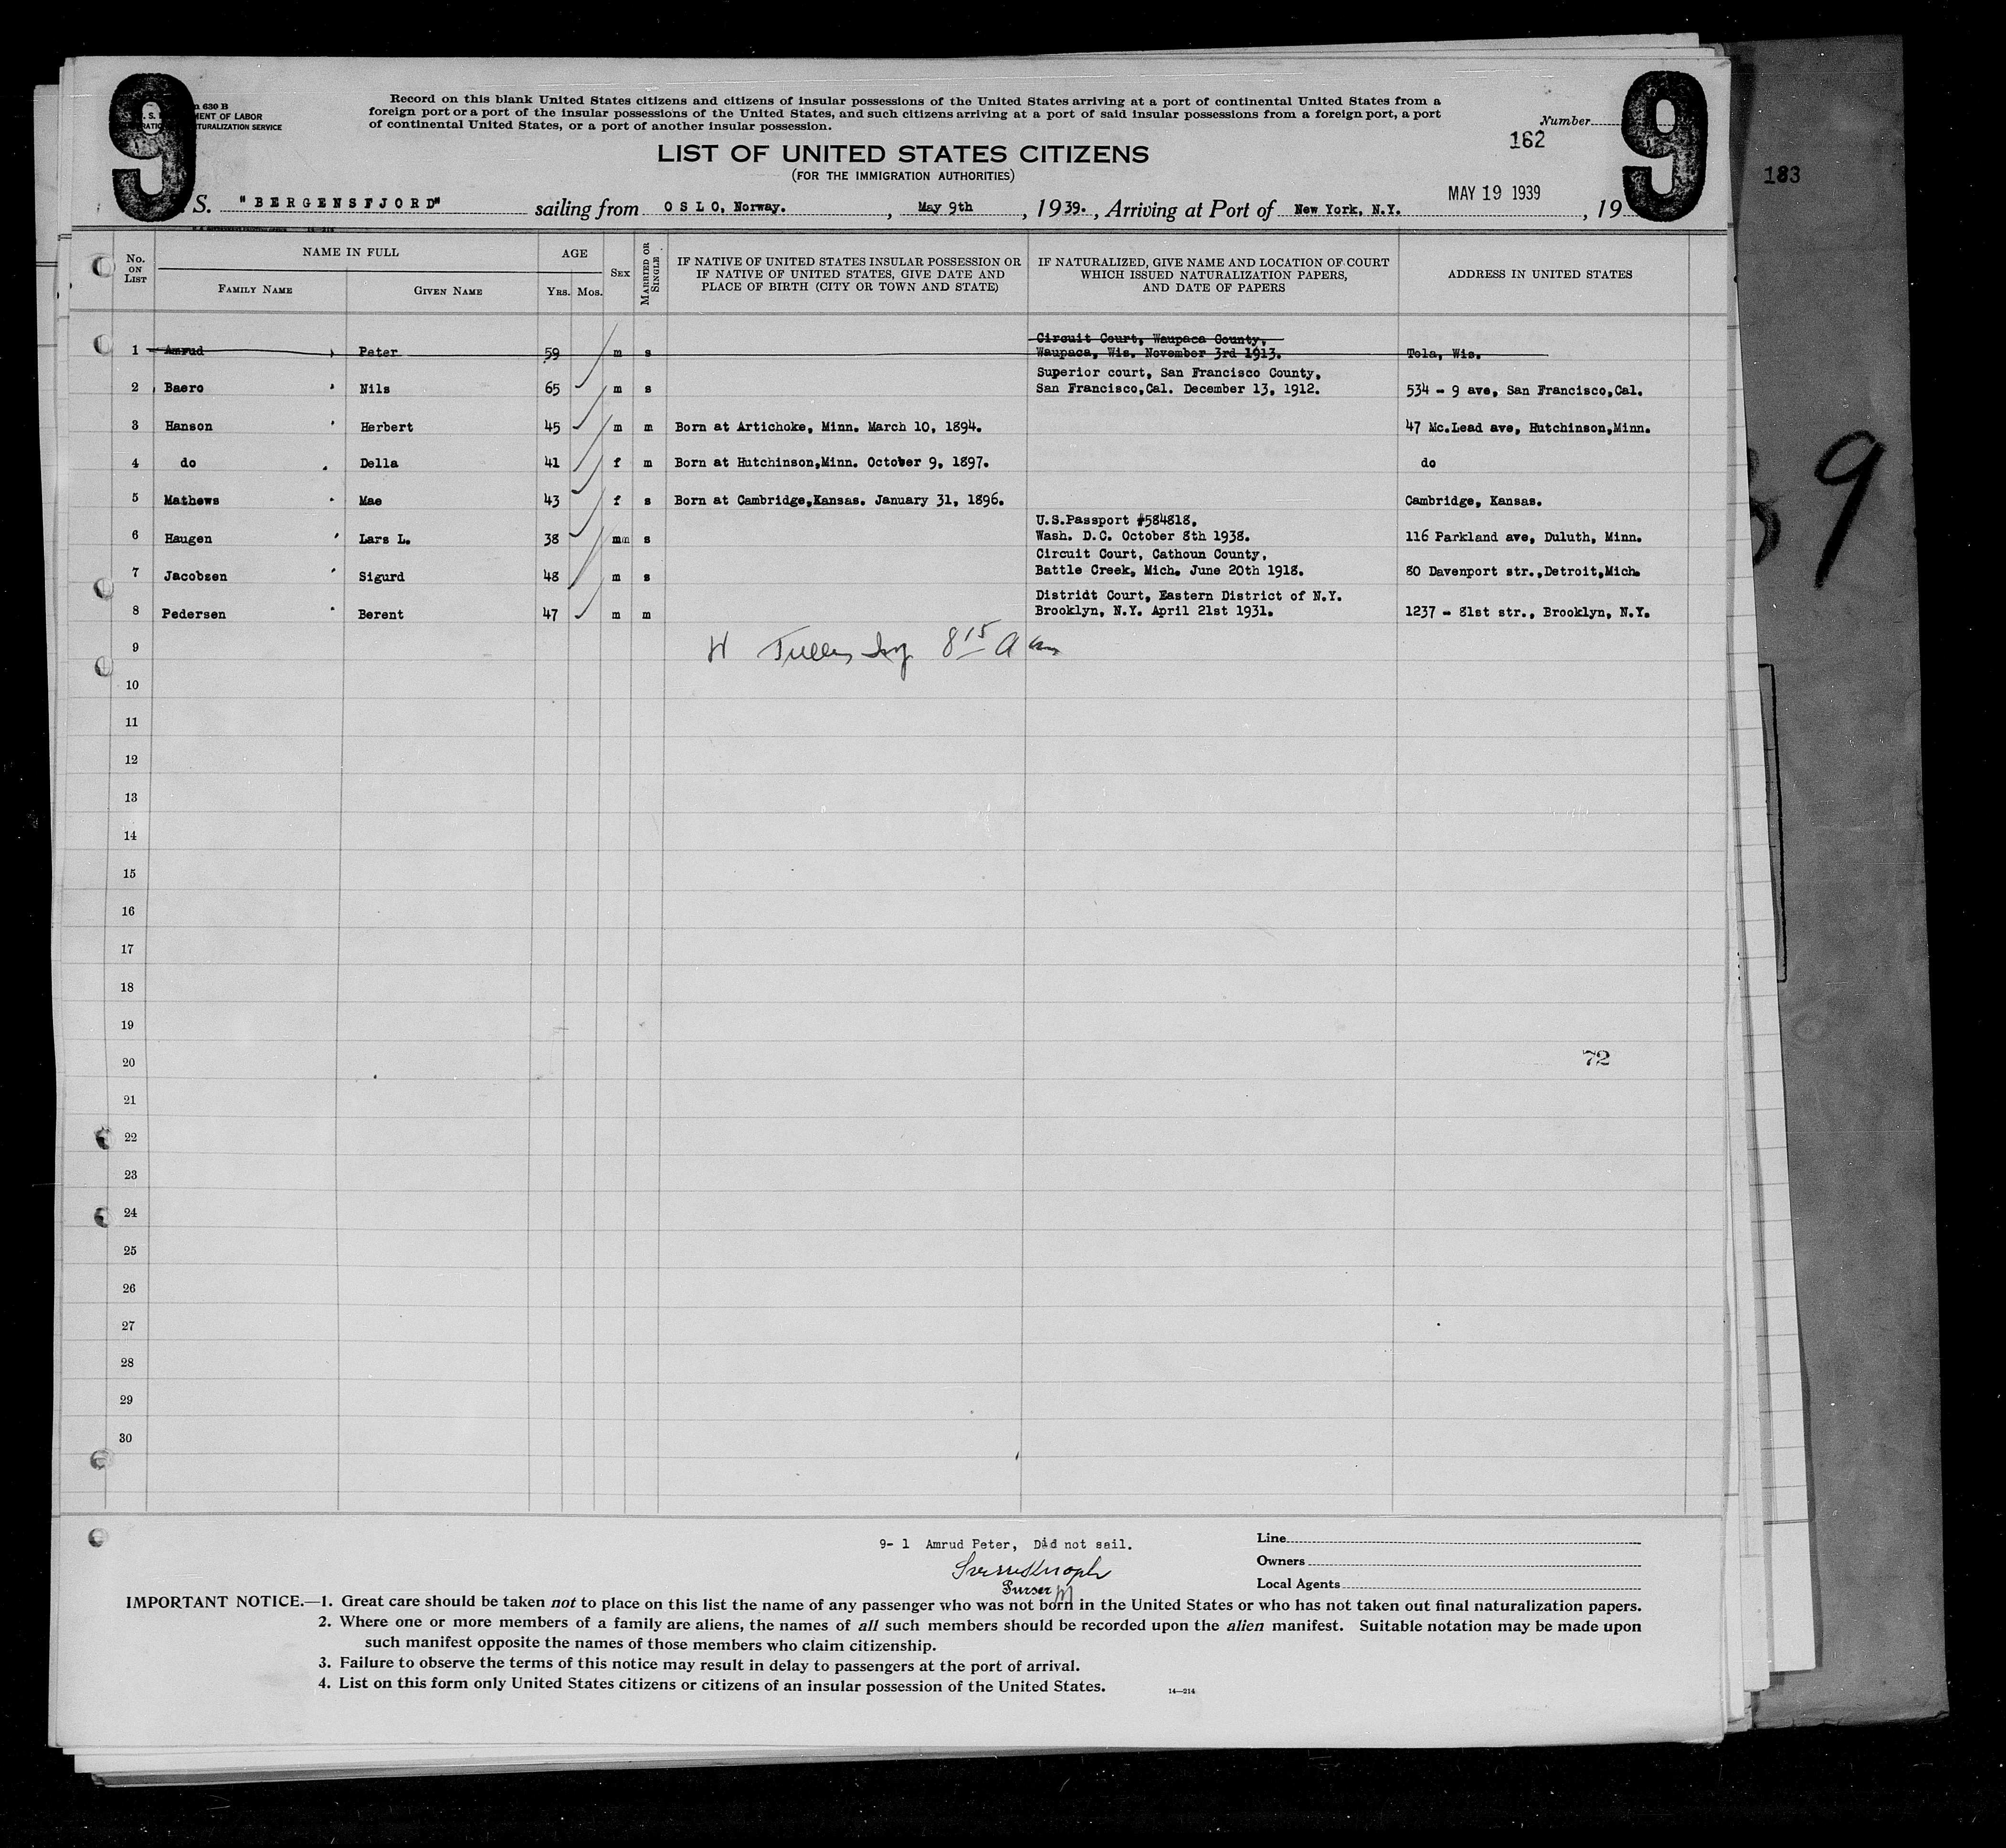 9
9
n 630 B
MENT OF LABOR
TURALIZATION SERVICE
Record on this blank United States citizens and citizens of insular possessions of the United States arriving at a port of continental United States from a
foreign port or a port of the insular possessions of the United States, and such citizens arriving at a port of said insular possessions from a foreign port, a port
of continental United States, or a port of another insular possession.
Number
162
183
LIST OF UNITED STATES CITIZENS
(FOR THE IMMIGRATION AUTHORITIES)
S. "BERGENSFJORD" sailing from OSLO, Norway. , May 9th , 1939. , Arriving at Port of New York, N.Y. MAY 19 1939 , 19
No. ON LIST
NAME IN FULL
FAMILY NAME GIVEN NAME
AGE
YRS. MOS.
SEX
MARRIED OR SINGLE
IF NATIVE OF UNITED STATES INSULAR POSSESSION OR
IF NATIVE OF UNITED STATES, GIVE DATE AND
PLACE OF BIRTH (CITY OR TOWN AND STATE)
IF NATURALIZED, GIVE NAME AND LOCATION OF COURT
WHICH ISSUED NATURALIZATION PAPERS,
AND DATE OF PAPERS
ADDRESS IN UNITED STATES
Circuit Court, Waupaca County,
1 Amrud Peter 59 m s Waupaca, Wis. November 3rd 1913. Tola, Wis.
Superior court, San Francisco County,
2 Baero Nils 65 m s San Francisco,Cal. December 13, 1912. 534 - 9 ave, San Francisco,Cal.
3 Hanson Herbert 45 m m Born at Artichoke, Minn. March 10, 1894. 47 Mc.Lead ave, Hutchinson,Minn.
4 do Della 41 f m Born at Hutchinson,Minn. October 9, 1897. do
5 Mathews Mae 43 f s Born at Cambridge,Kansas. January 31, 1896. Cambridge, Kansas.
U.S.Passport #584818,
6 Haugen Lars L. 38 m s Wash. D.C. October 8th 1938. 116 Parkland ave, Duluth, Minn.
Circuit Court, Cathoun County,
7 Jacobsen Sigurd 48 m s Battle Creek, Mich. June 20th 1918. 80 Davenport str.,Detroit,Mich.
Distridt Court, Eastern District of N.Y.
8 Pedersen Berent 47 m m Brooklyn, N.Y. April 21st 1931. 1237 - 81st str., Brooklyn, N.Y.
9 8 15 A m
10
11
12
13
14
15
16
17
18
19
20 72
21
22
23
24
25
26
27
28
29
30
9
9- 1 Amrud Peter, Did not sail.
Purser
Line
Owners
Local Agents
IMPORTANT NOTICE.—1. Great care should be taken not to place on this list the name of any passenger who was not born in the United States or who has not taken out final naturalization papers.
2. Where one or more members of a family are aliens, the names of all such members should be recorded upon the alien manifest. Suitable notation may be made upon
such manifest opposite the names of those members who claim citizenship.
3. Failure to observe the terms of this notice may result in delay to passengers at the port of arrival.
4. List on this form only United States citizens or citizens of an insular possession of the United States.
14—214